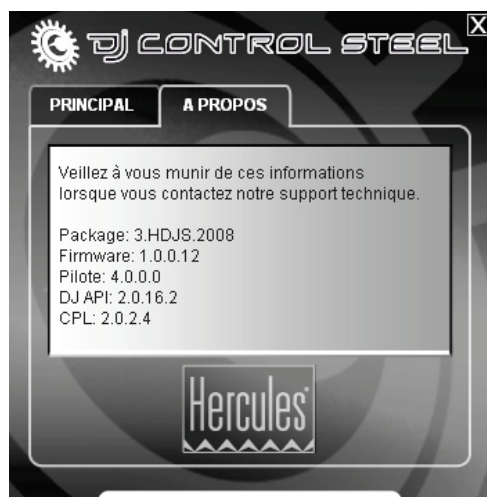 DJ CONTROL STEEL
X
PRINCIPAL
A PROPOS
Veillez à vous munir de ces informations
lorsque vous contactez notre support technique.
Package: 3.HDJS.2008
Firmware: 1.0.0.12
Pilote: 4.0.0.0
DJ API: 2.0.16.2
CPL: 2.0.2.4
Hercules